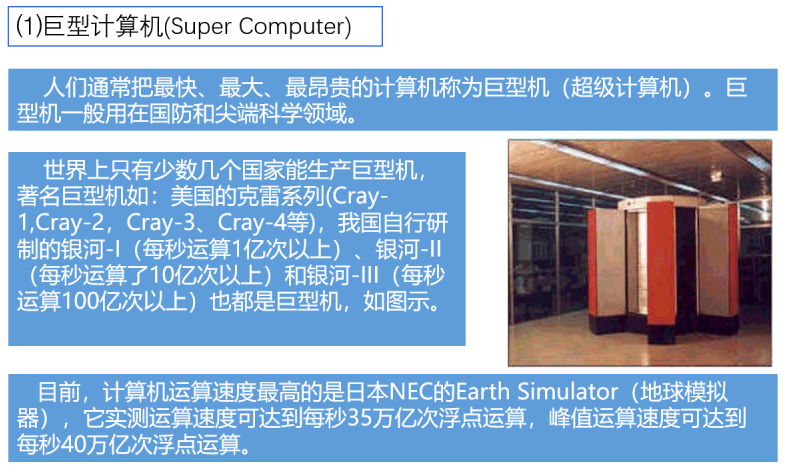 (1)巨型计算机(Super Computer)
人们通常把最快、最大、最昂贵的计算机称为巨型机（超级计算机）。巨
型机一般用在国防和尖端科学领域。
世界上只有少数几个国家能生产巨型机，
著名巨型机如：美国的克雷系列(Cray-
1,Cray-2，Cray-3、Cray-4等)，我国自行研
制的银河-I（每秒运算1亿次以上）、银河-II
（每秒运算了10亿次以上）和银河-III（每秒
运算100亿次以上）也都是巨型机，如图示。
目前，计算机运算速度最高的是日本NEC的Earth Simulator（地球模拟
器），它实测运算速度可达到每秒35万亿次浮点运算，峰值运算速度可达到
每秒40万亿次浮点运算。